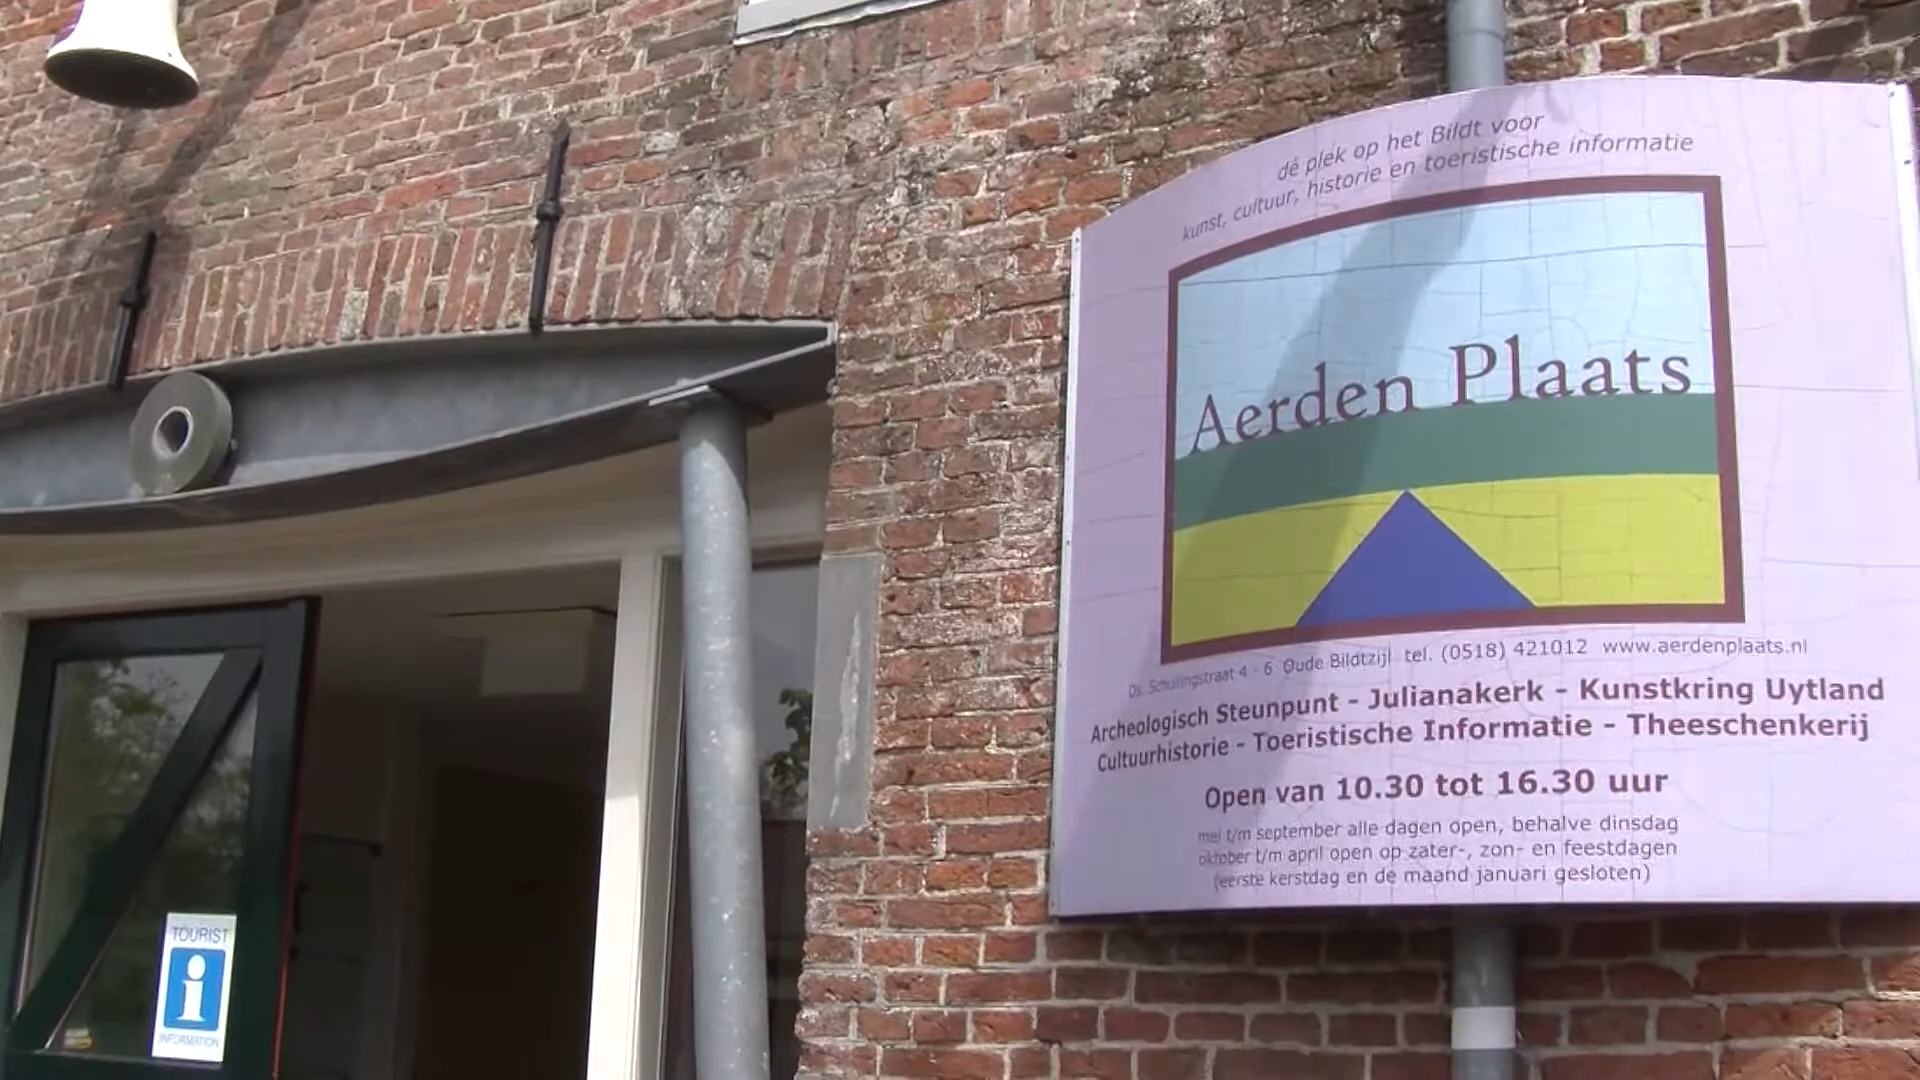 dé plek op het Bildt voor
kunst, cultuur, historie en toeristische informatie
Aerden Plaats
Ds. Schuilingstraat 4 - 6 Oude Bildtzijl tel. (0518) 421012 www.aerdenplaats.nl
Archeologisch Steunpunt - Julianakerk - Kunstkring Uytland
Cultuurhistorie - Toeristische Informatie - Theeschenkerij
Open van 10.30 tot 16.30 uur
mei t/m september alle dagen open, behalve dinsdag
oktober t/m april open op zater-, zon- en feestdagen
(eerste kerstdag en de maand januari gesloten)
TOURIST
i
INFORMATION